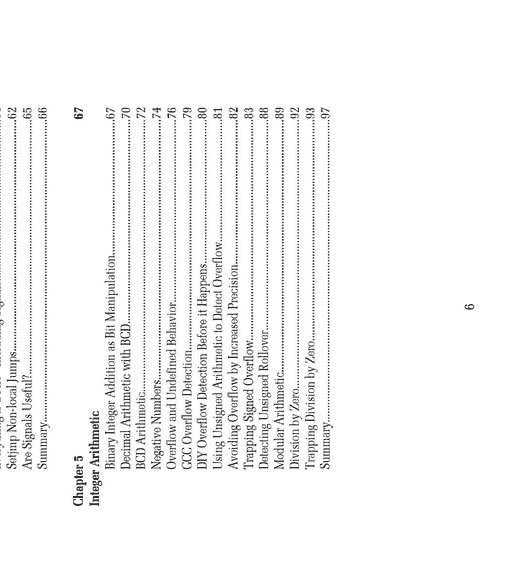 Setjmp Non-local Jumps..........62
Are Signals Useful?..........65
Summary..........66
Chapter 5 67
Integer Arithmetic
Binary Integer Addition as Bit Manipulation..........67
Decimal Arithmetic with BCD..........70
BCD Arithmetic..........72
Negative Numbers..........74
Overflow and Undefined Behavior..........76
GCC Overflow Detection..........79
DIY Overflow Detection Before it Happens..........80
Using Unsigned Arithmetic to Detect Overflow..........81
Avoiding Overflow by Increased Precision..........82
Trapping Signed Overflow..........83
Detecting Unsigned Rollover..........88
Modular Arithmetic..........89
Division by Zero..........92
Trapping Division by Zero..........93
Summary..........97
6